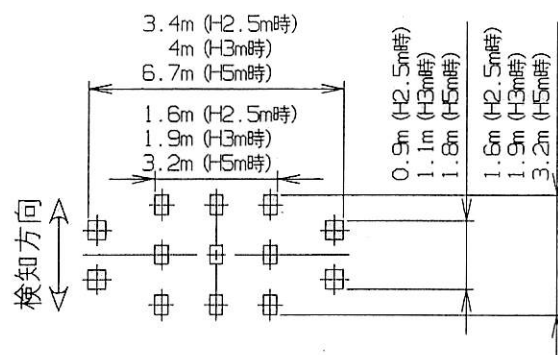 3.4m (H2.5m時)
4m (H3m時)
6.7m (H5m時)
1.6m (H2.5m時)
1.9m (H3m時)
3.2m (H5m時)
0.9m (H2.5m時)
1.1m (H3m時)
1.8m (H5m時)
1.6m (H2.5m時)
1.9m (H3m時)
3.2m (H5m時)
検知方向